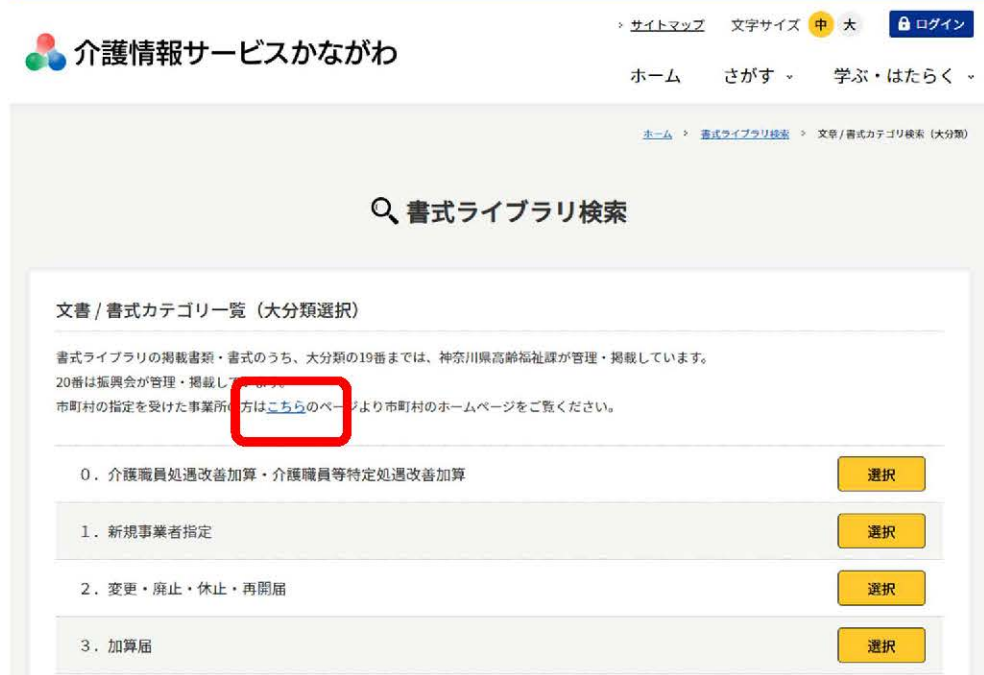 › サイトマップ 文字サイズ 中 大 ログイン
介護情報サービスかながわ
ホーム さがす 学ぶ・はたらく
ホーム > 書式ライブラリ検索 > 文章/書式カテゴリ検索（大分類）
書式ライブラリ検索
文書/書式カテゴリ一覧（大分類選択）
書式ライブラリの掲載書類・書式のうち、大分類の19番までは、神奈川県高齢福祉課が管理・掲載しています。
20番は振興会が管理・掲載して
市町村の指定を受けた事業所の方はこちらのページより市町村のホームページをご覧ください。
0．介護職員処遇改善加算・介護職員等特定処遇改善加算 選択
1．新規事業者指定 選択
2．変更・廃止・休止・再開届 選択
3．加算届 選択